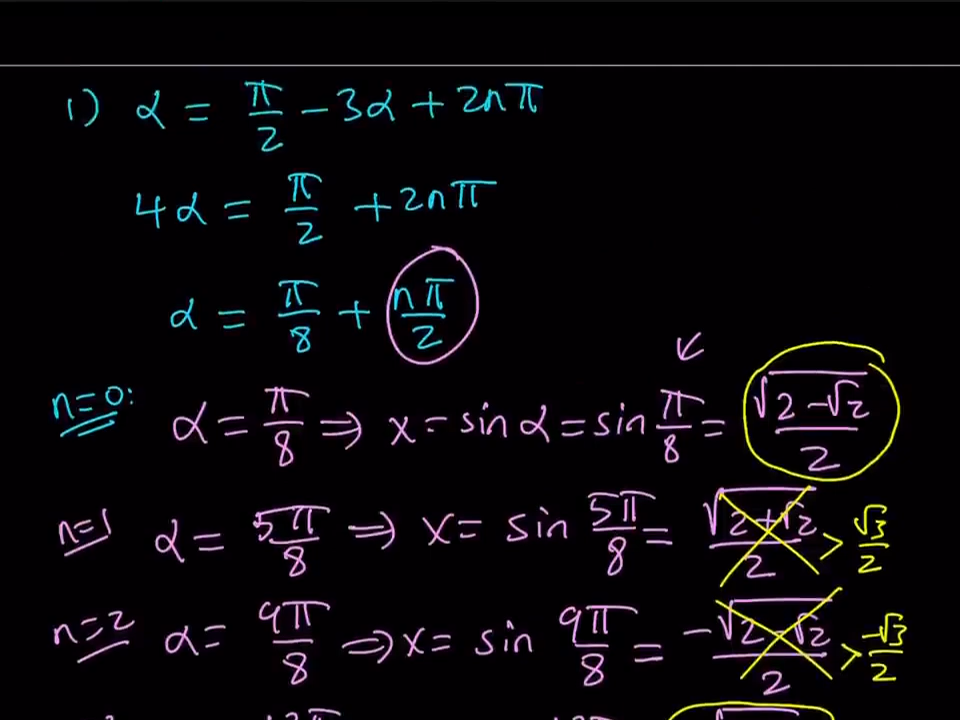 1) α = π/2 - 3α + 2nπ
4α = π/2 + 2nπ
α = π/8 + nπ/2
n=0: α = π/8 ⇒ x = sin α = sin π/8 = √(2-√2)/2
n=1 α = 5π/8 ⇒ x = sin 5π/8 = √(2+√2)/2 > √3/2
n=2 α = 9π/8 ⇒ x = sin 9π/8 = -√(2-√2)/2 > -√3/2